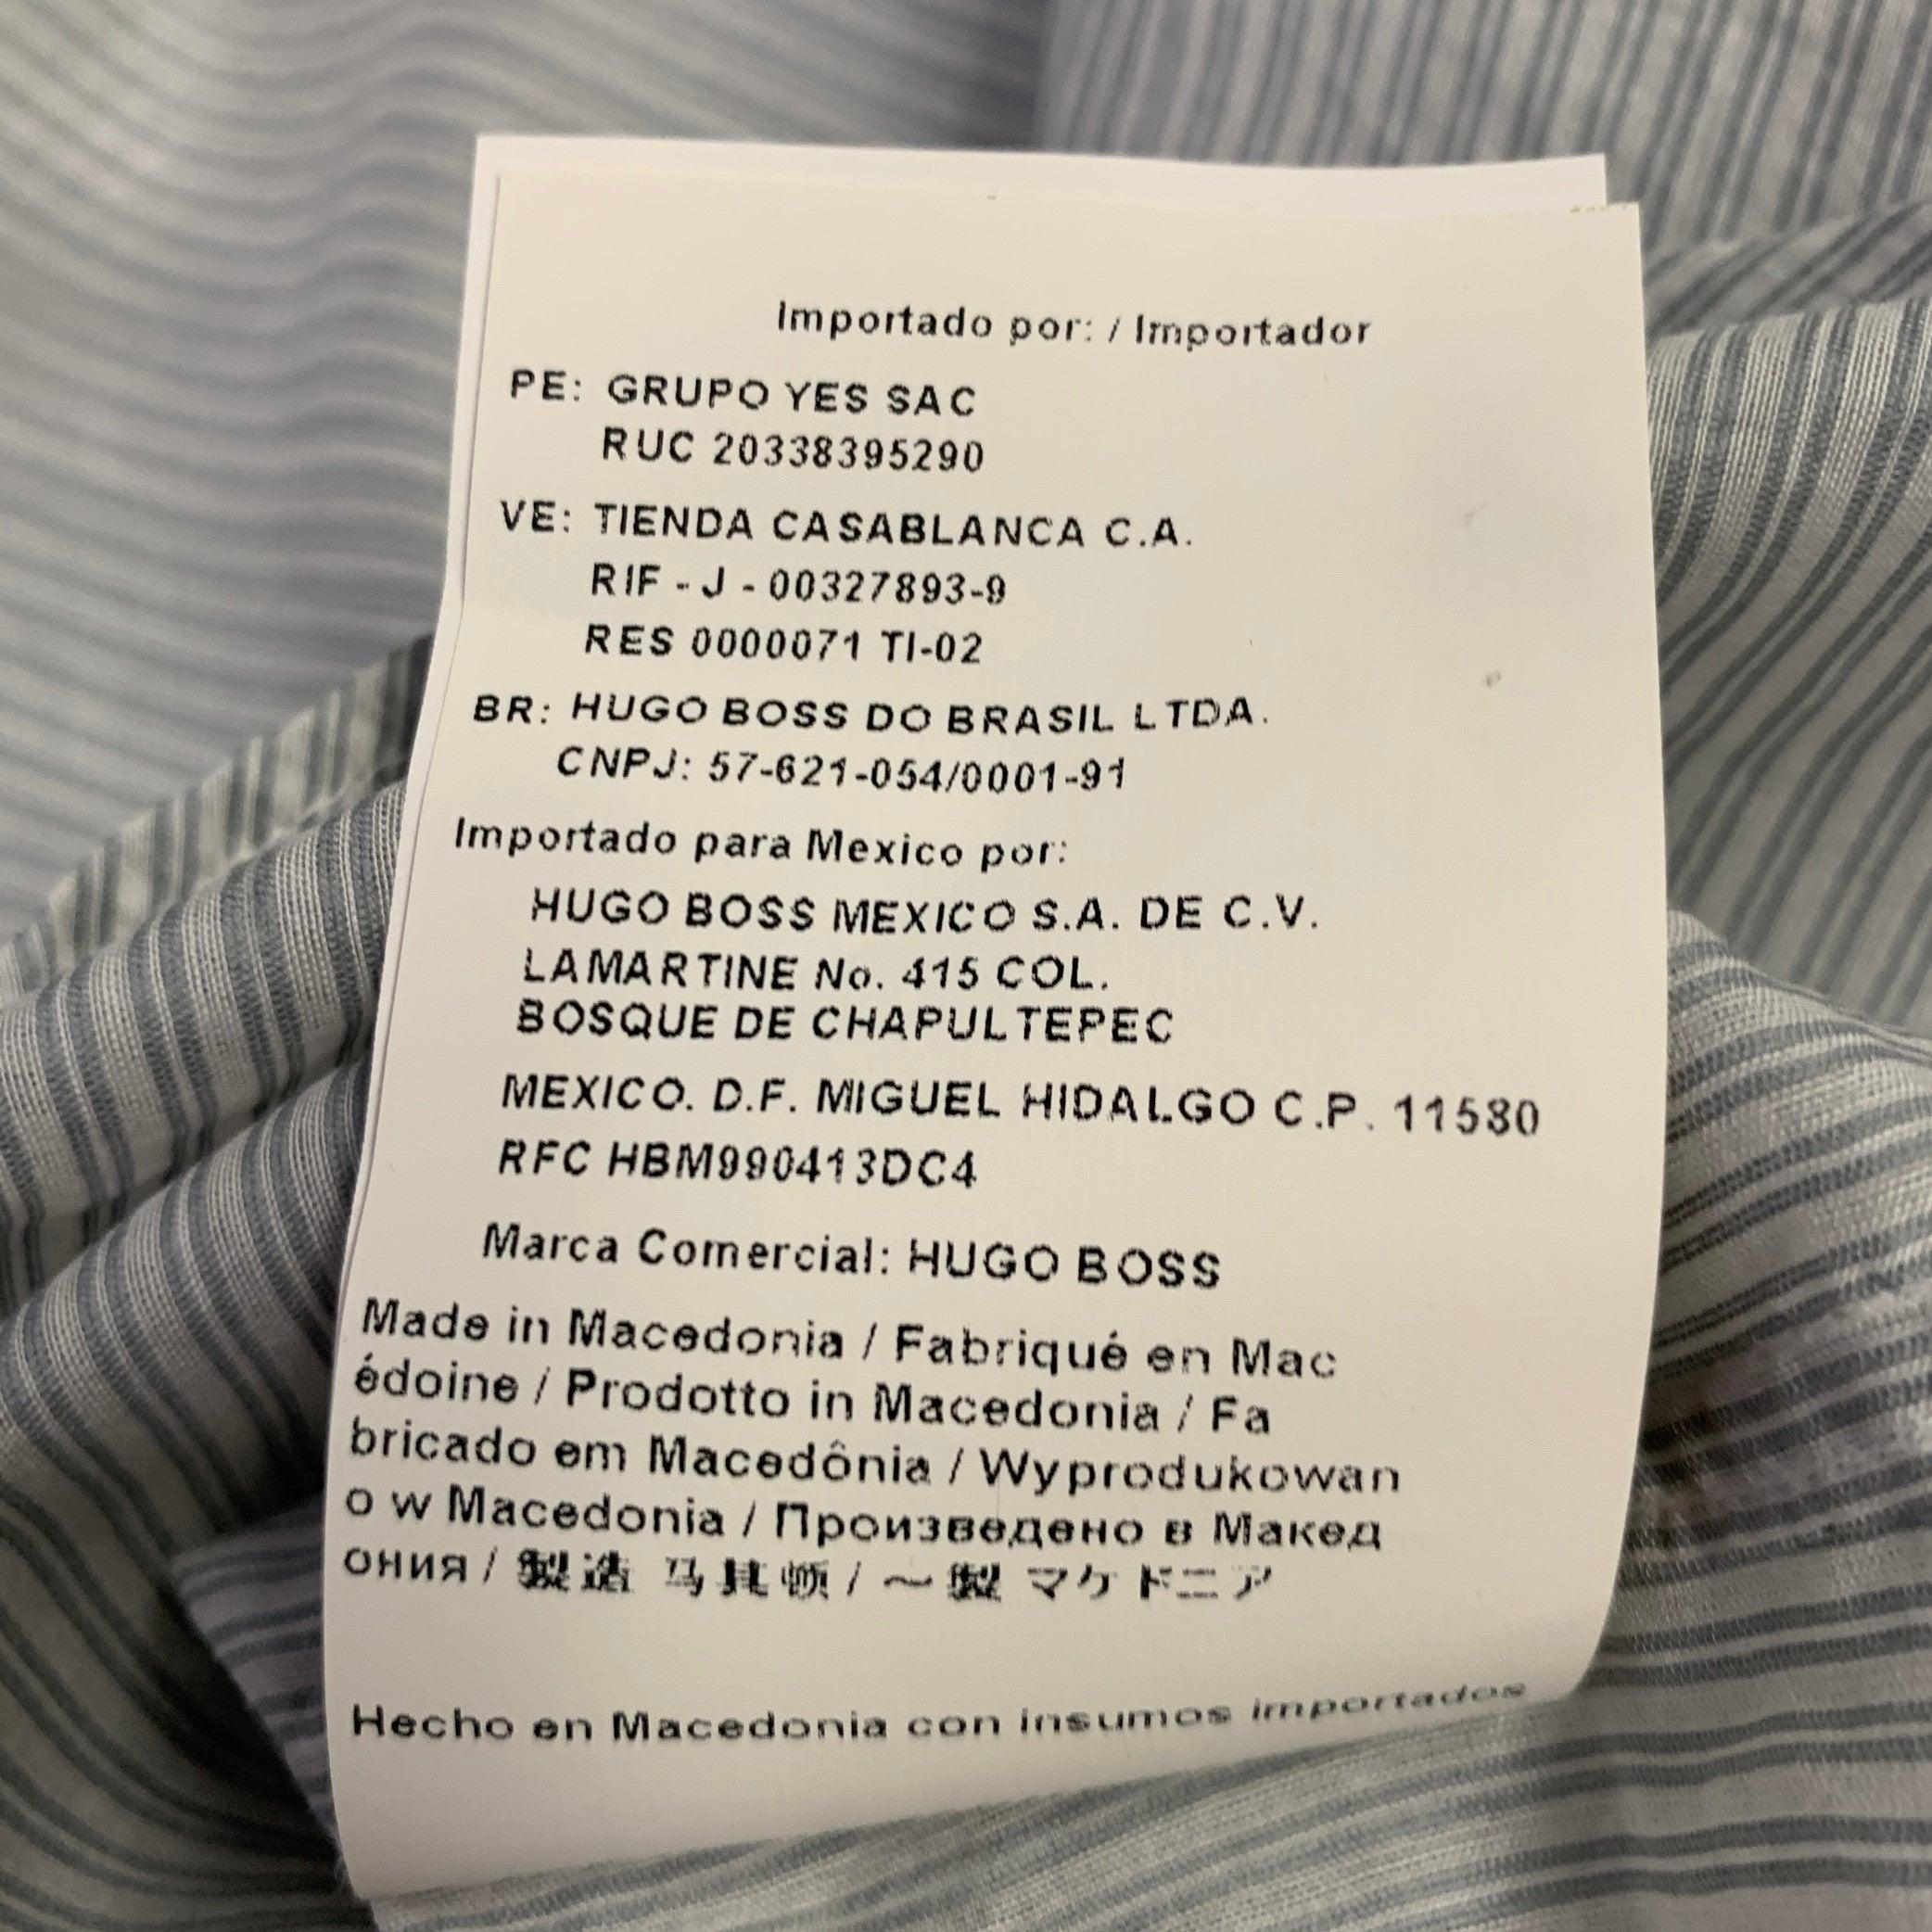 Importado por: / Importador
PE: GRUPO YES SAC
RUC 20338395290
VE: TIENDA CASABLANCA C.A.
RIF - J - 00327893-9
RES 0000071 TI-02
BR: HUGO BOSS DO BRASIL LTDA.
CNPJ: 57-621-054/0001-91
Importado para Mexico por:
HUGO BOSS MEXICO S.A. DE C.V.
LAMARTINE No. 415 COL.
BOSQUE DE CHAPULTEPEC
MEXICO. D.F. MIGUEL HIDALGO C.P. 11580
RFC HBM990413DC4
Marca Comercial: HUGO BOSS
Made in Macedonia / Fabriqué en Mac
édoine / Prodotto in Macedonia / Fa
bricado em Macedônia / Wyprodukowan
o w Macedonia / Произведено в Макед
ония / 製造 马其顿 / ～製 マケドニア
Hecho en Macedonia con insumos importados